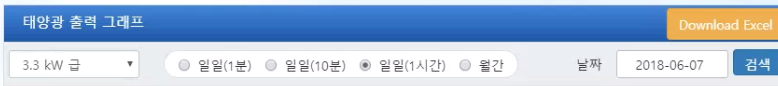 태양광 출력 그래프 Download Excel
3.3 kW 급 일일(1분) 일일(10분) 일일(1시간) 월간 날짜 2018-06-07 검색